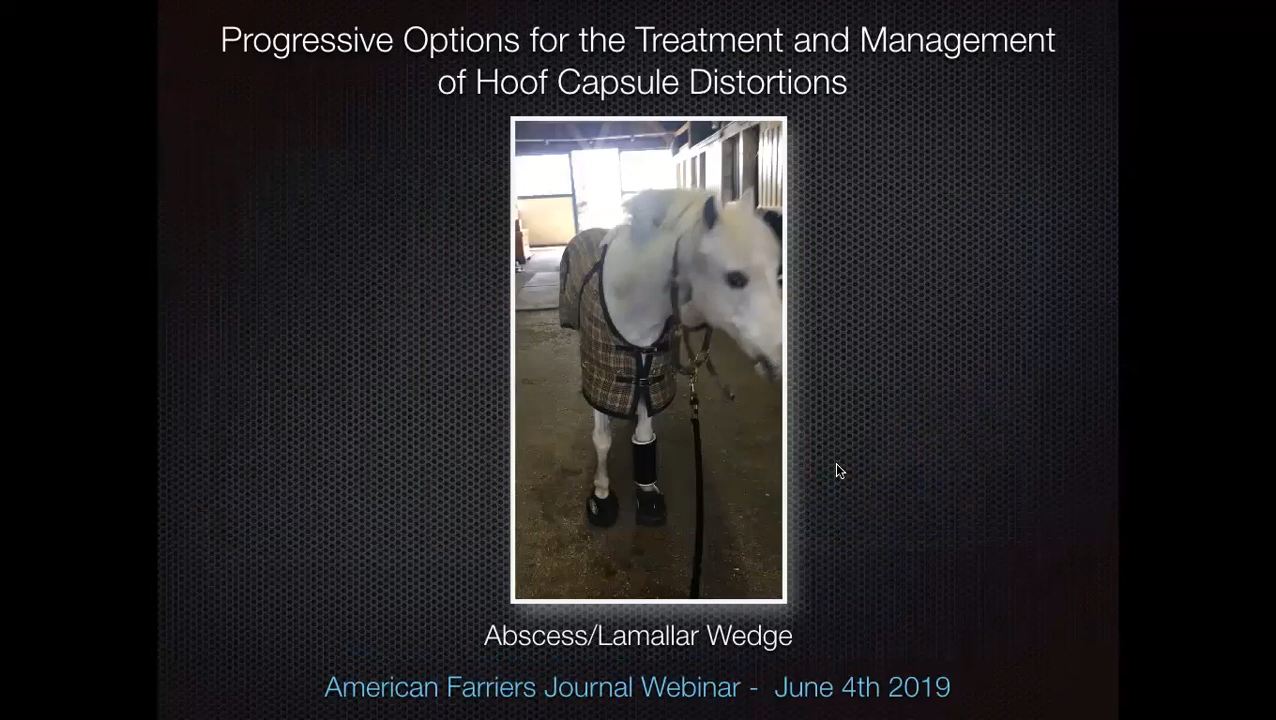 Progressive Options for the Treatment and Management
of Hoof Capsule Distortions
Abscess/Lamallar Wedge
American Farriers Journal Webinar - June 4th 2019